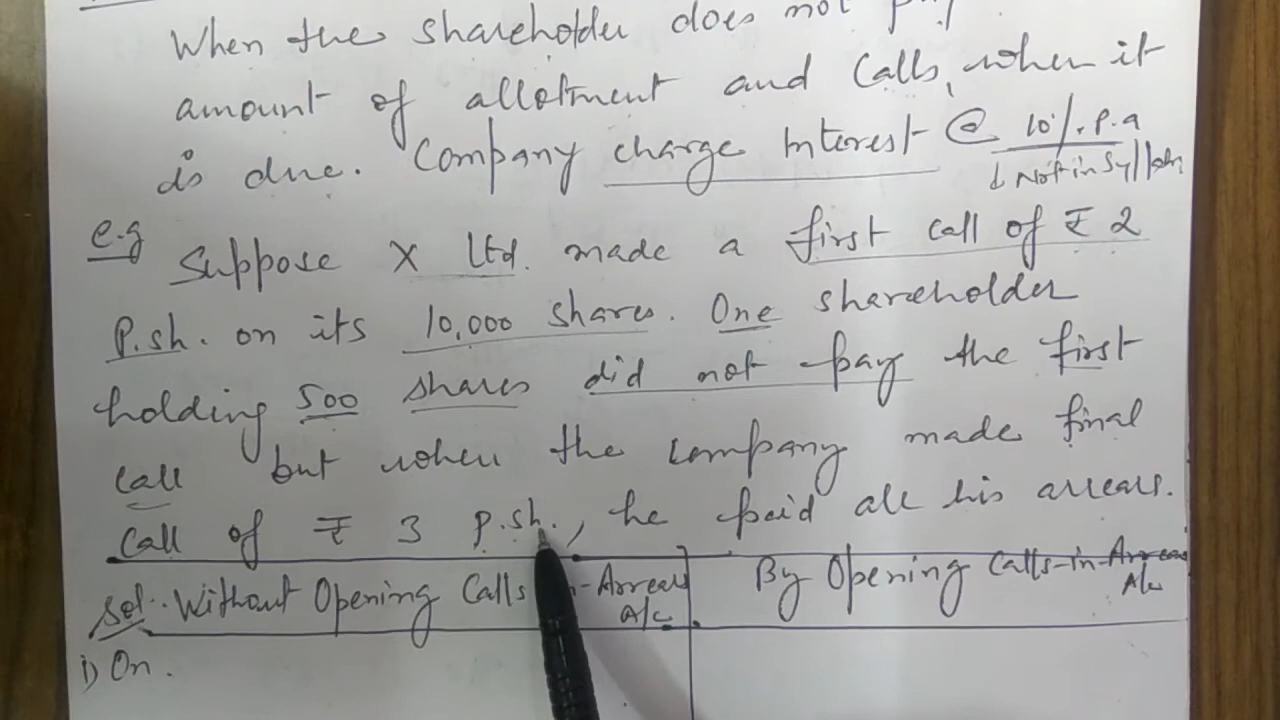 When the shareholder does not pay
amount of allotment and calls, when it
is due. Company charge Interest @ 10%.p.a
↓ Not in Syllabus
e.g Suppose X Ltd. made a first call of ₹ 2
P.sh. on its 10,000 shares. One shareholder
holding 500 shares did not pay the first
call but when the company made final
call of ₹ 3 p.sh., he paid all his arrears.
Sol. Without Opening Calls in-Arrears A/c
By Opening Calls-in-Arrears A/c
i) On.